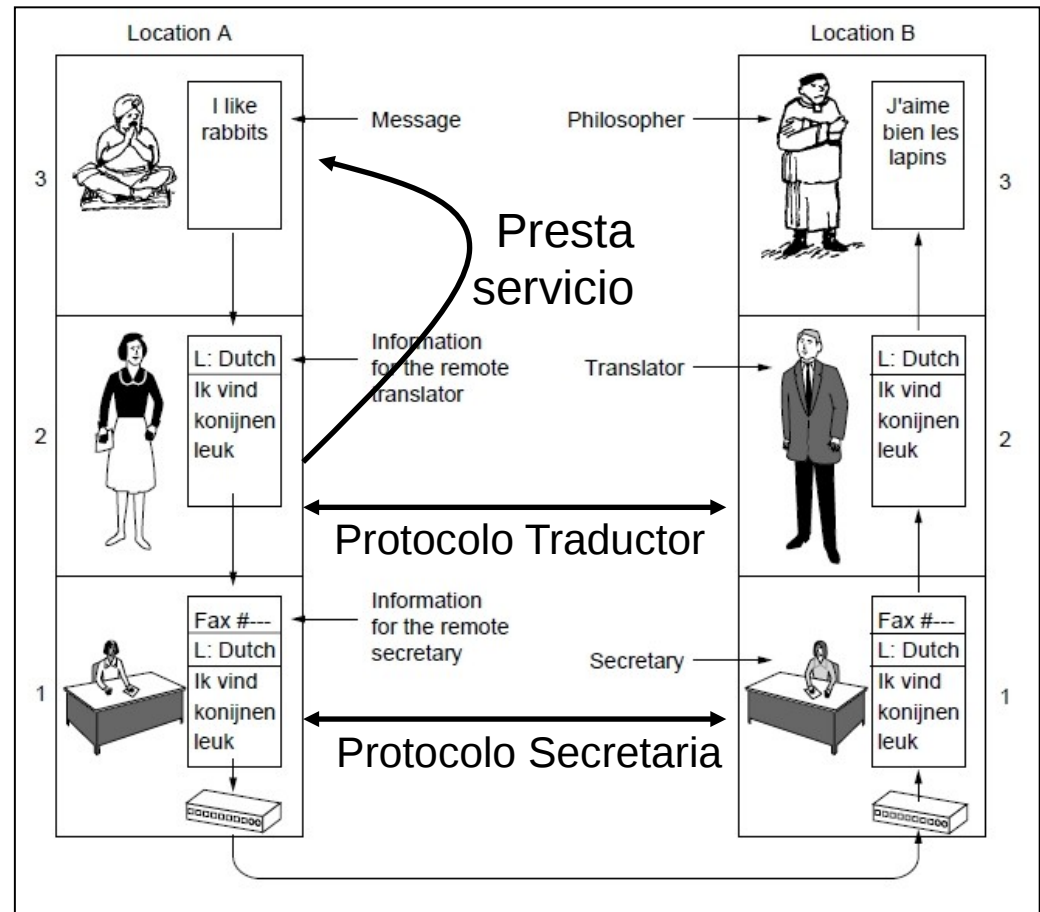 Location A
Location B
I like
rabbits
Message
Philosopher
J'aime
bien les
lapins
3
3
Presta
servicio
L: Dutch
Ik vind
konijnen
leuk
Information
for the remote
translator
Translator
L: Dutch
Ik vind
konijnen
leuk
2
2
Protocolo Traductor
Fax #---
L: Dutch
Ik vind
konijnen
leuk
Information
for the remote
secretary
Secretary
Fax #---
L: Dutch
Ik vind
konijnen
leuk
1
1
Protocolo Secretaria